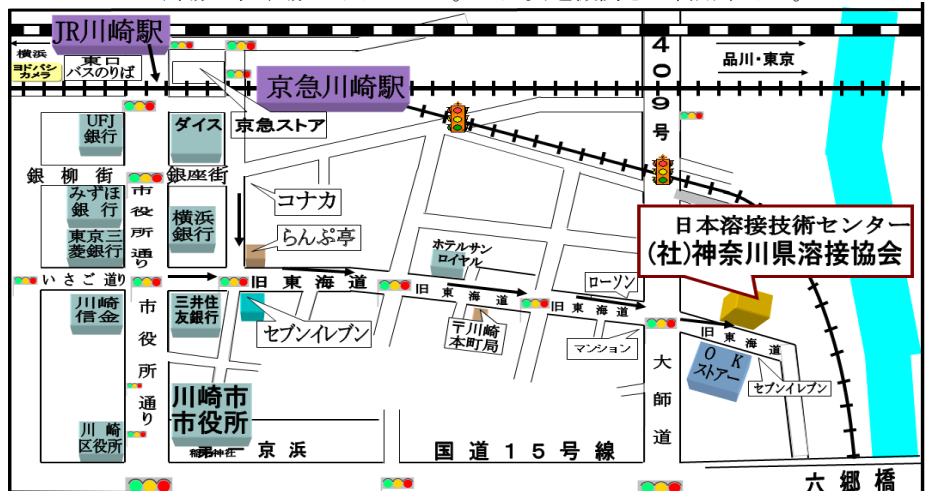 JR川崎駅
横浜
ヨドバシ
カメラ
東口
バスのりば
京急川崎駅
409号
品川・東京
UFJ
銀行
ダイス
京急ストア
銀柳街
銀座街
みずほ
銀行
市役所通り
横浜
銀行
コナカ
らんぷ亭
東京三
菱銀行
ホテルサン
ロイヤル
日本溶接技術センター
(社)神奈川県溶接協会
いさご通り
旧東海道
旧東海道
旧東海道
ローソン
川崎
信金
三井住
友銀行
セブンイレブン
〒川崎
本町局
マンション
旧東海道
市役所通り
OK
ストアー
セブンイレブン
大師道
川崎市
市役所
川崎
区役所
稲毛神社
第一京浜
国道15号線
六郷橋